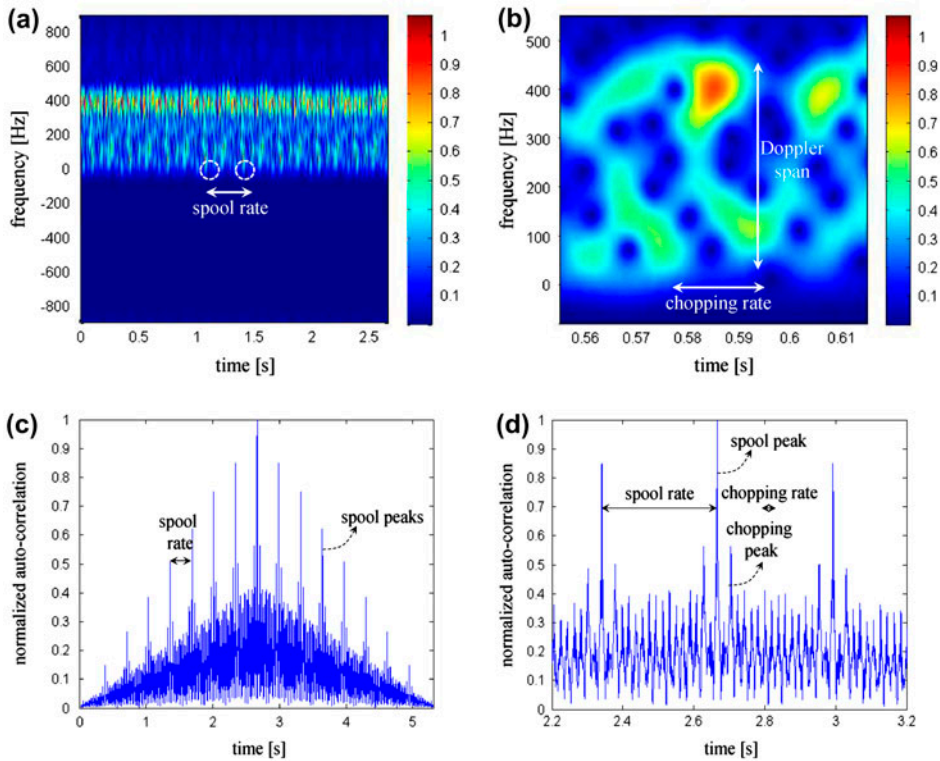 (a)
800
600
400
200
0
-200
-400
-600
-800
frequency [Hz]
spool rate
0 0.5 1 1.5 2 2.5
time [s]
1
0.9
0.8
0.7
0.6
0.5
0.4
0.3
0.2
0.1
(b)
500
400
300
200
100
0
frequency [Hz]
Doppler
span
chopping rate
0.56 0.57 0.58 0.59 0.6 0.61
time [s]
1
0.9
0.8
0.7
0.6
0.5
0.4
0.3
0.2
0.1
(c)
1
0.9
0.8
0.7
0.6
0.5
0.4
0.3
0.2
0.1
0
normalized auto-correlation
spool
rate
spool peaks
0 1 2 3 4 5
time [s]
(d)
1
0.9
0.8
0.7
0.6
0.5
0.4
0.3
0.2
0.1
0
normalized auto-correlation
spool peak
spool rate
chopping rate
chopping
peak
2.2 2.4 2.6 2.8 3 3.2
time [s]